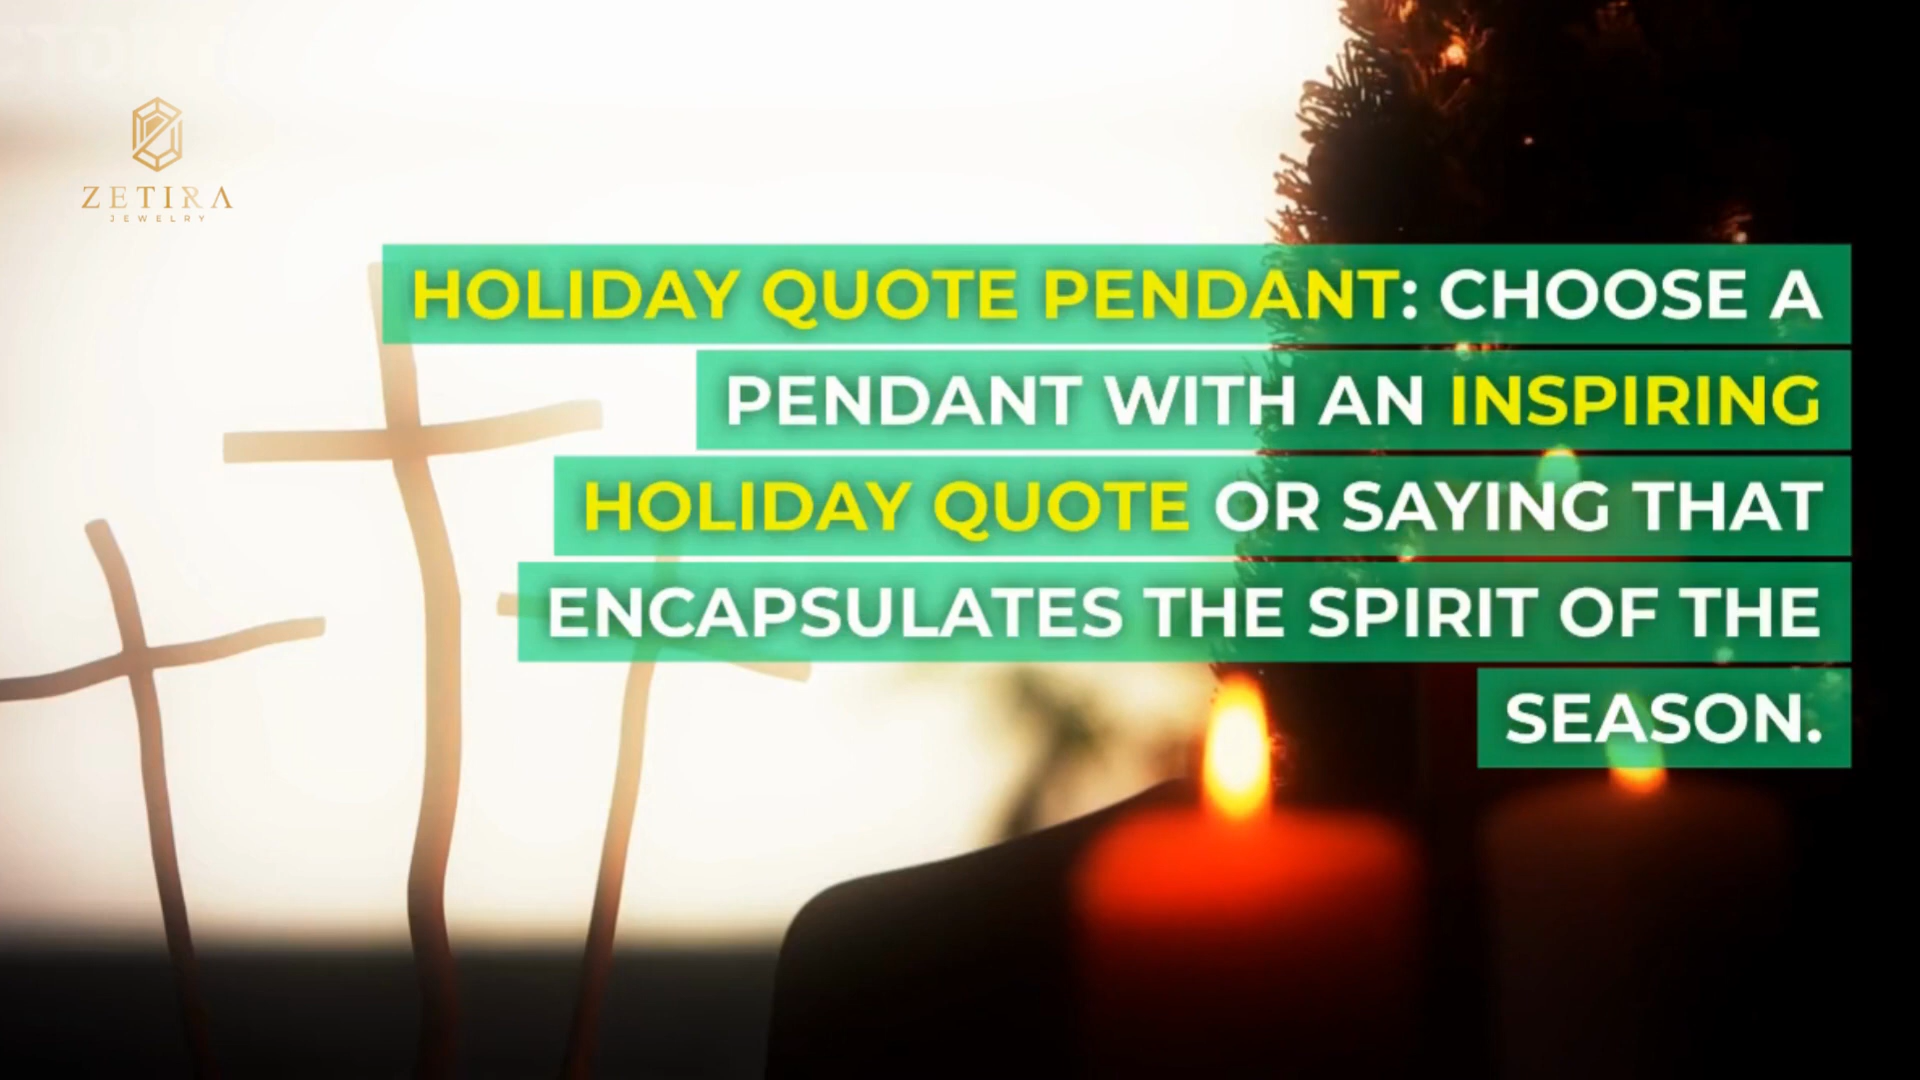 ZETIRA
JEWELRY
HOLIDAY QUOTE PENDANT: CHOOSE A
PENDANT WITH AN INSPIRING
HOLIDAY QUOTE OR SAYING THAT
ENCAPSULATES THE SPIRIT OF THE
SEASON.